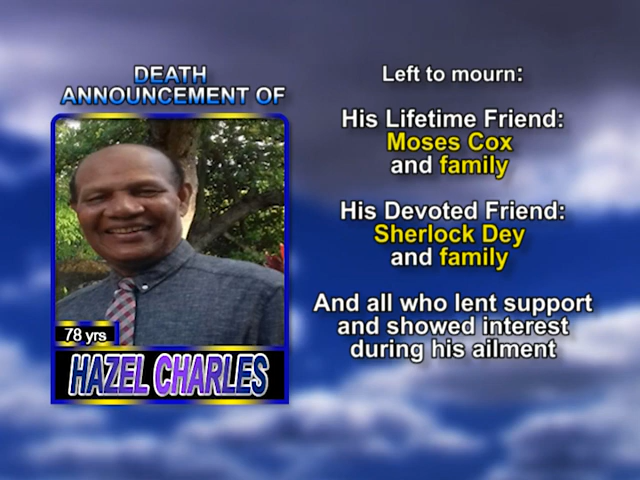 DEATH
ANNOUNCEMENT OF
78 yrs
HAZEL CHARLES
Left to mourn:
His Lifetime Friend:
Moses Cox
and family
His Devoted Friend:
Sherlock Dey
and family
And all who lent support
and showed interest
during his ailment